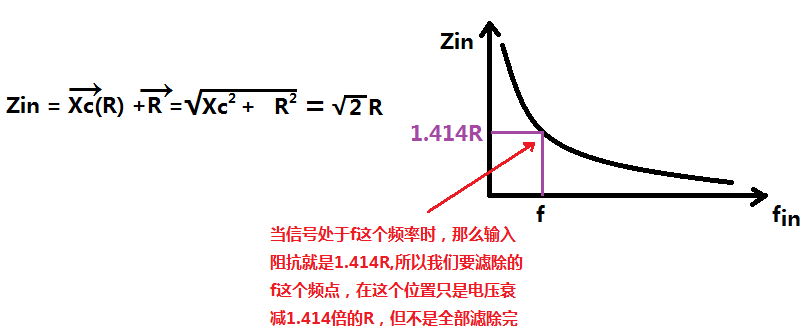 Zin = Xc(R) + R = √Xc² + R² = √2 R
Zin
1.414R
f
fin
当信号处于f这个频率时，那么输入
阻抗就是1.414R,所以我们要滤除的
f这个频点，在这个位置只是电压衰
减1.414倍的R，但不是全部滤除完